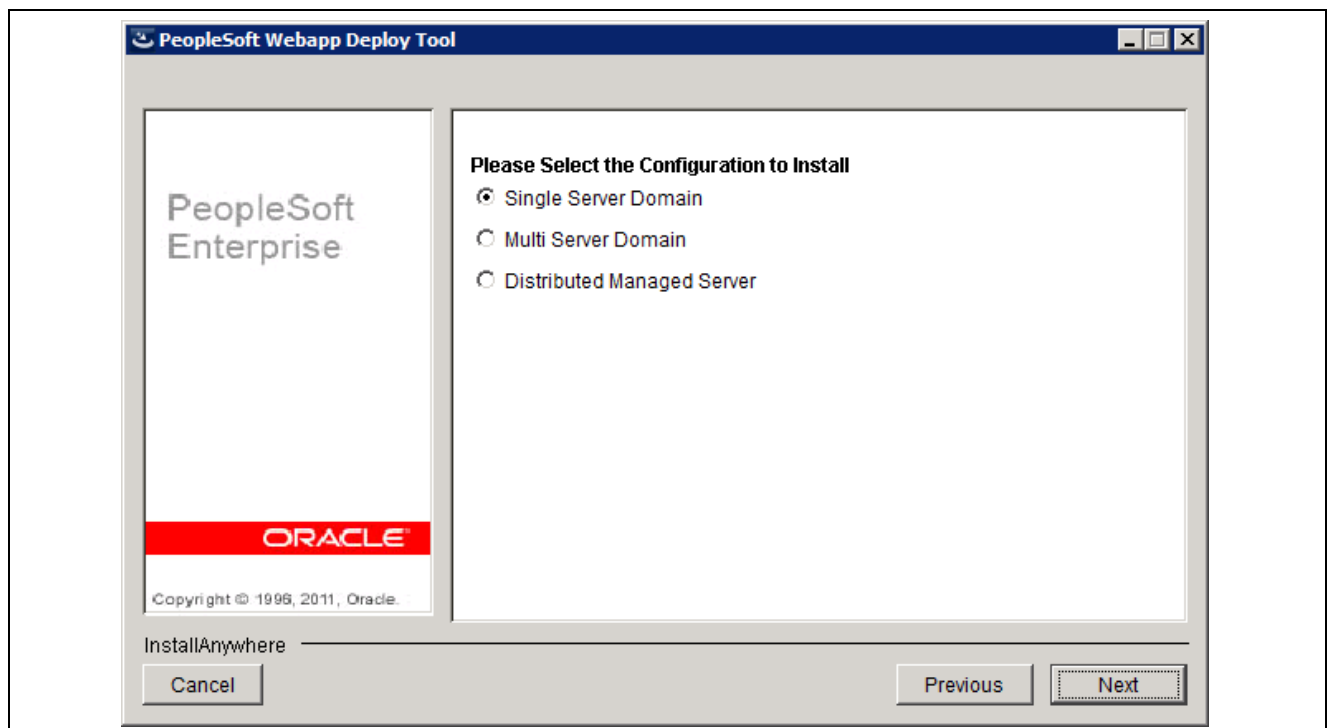 PeopleSoft Webapp Deploy Tool
PeopleSoft
Enterprise
ORACLE
Copyright © 1996, 2011, Oracle.
Please Select the Configuration to Install
Single Server Domain
Multi Server Domain
Distributed Managed Server
InstallAnywhere
Cancel
Previous
Next